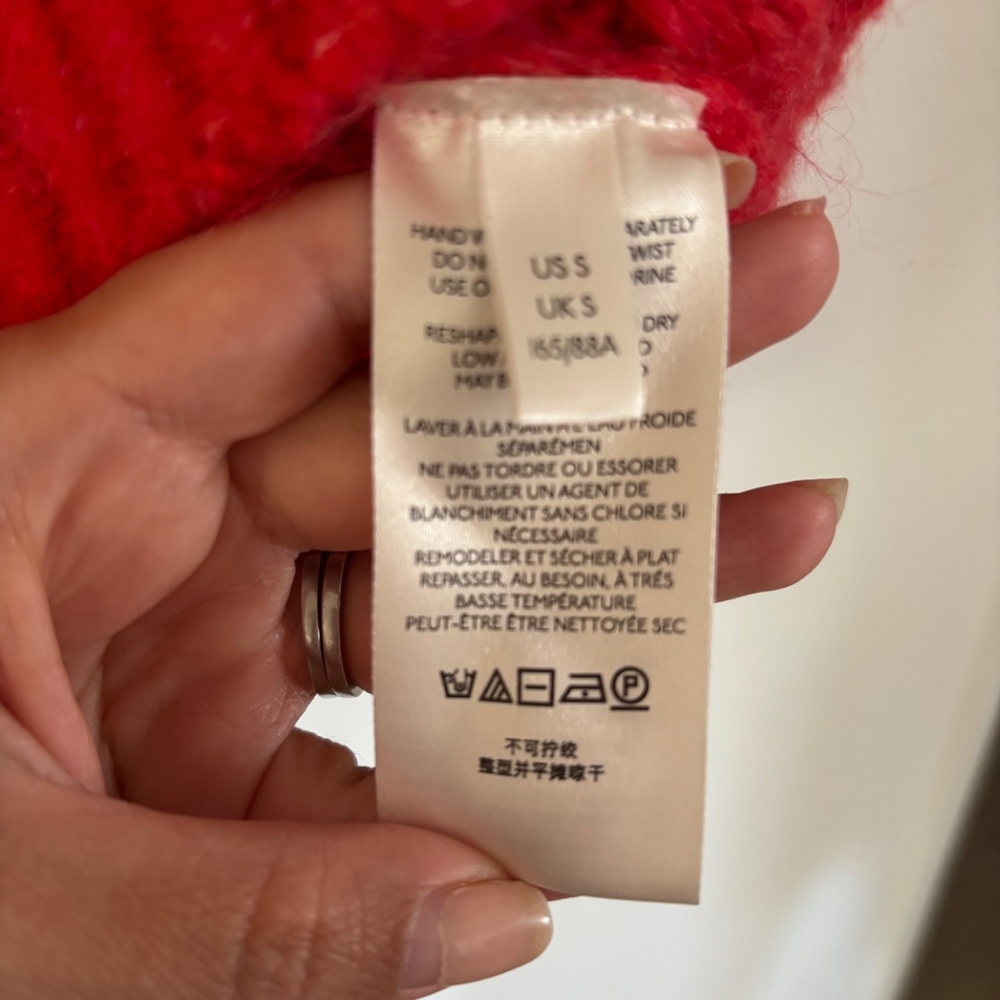 HAND W ARATELY
DO N WIST
USE O RINE
RESHAP DRY
LOW
MAY B
US S
UK S
165/88A
LAVER À LA MAIN À L'EAU FROIDE
SÉPARÉMEN
NE PAS TORDRE OU ESSORER
UTILISER UN AGENT DE
BLANCHIMENT SANS CHLORE SI
NÉCESSAIRE
REMODELER ET SÉCHER À PLAT
REPASSER, AU BESOIN, À TRÉS
BASSE TEMPÉRATURE
PEUT-ÊTRE ÊTRE NETTOYÉE SEC
P
不可拧绞
整型并平摊晾干